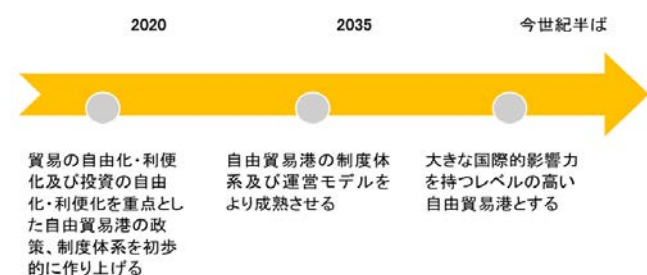 2020
2035
今世紀半ば
貿易の自由化・利便
化及び投資の自由
化・利便化を重点とし
た自由貿易港の政
策、制度体系を初歩
的に作り上げる
自由貿易港の制度体
系及び運営モデルを
より成熟させる
大きな国際的影響力
を持つレベルの高い
自由貿易港とする